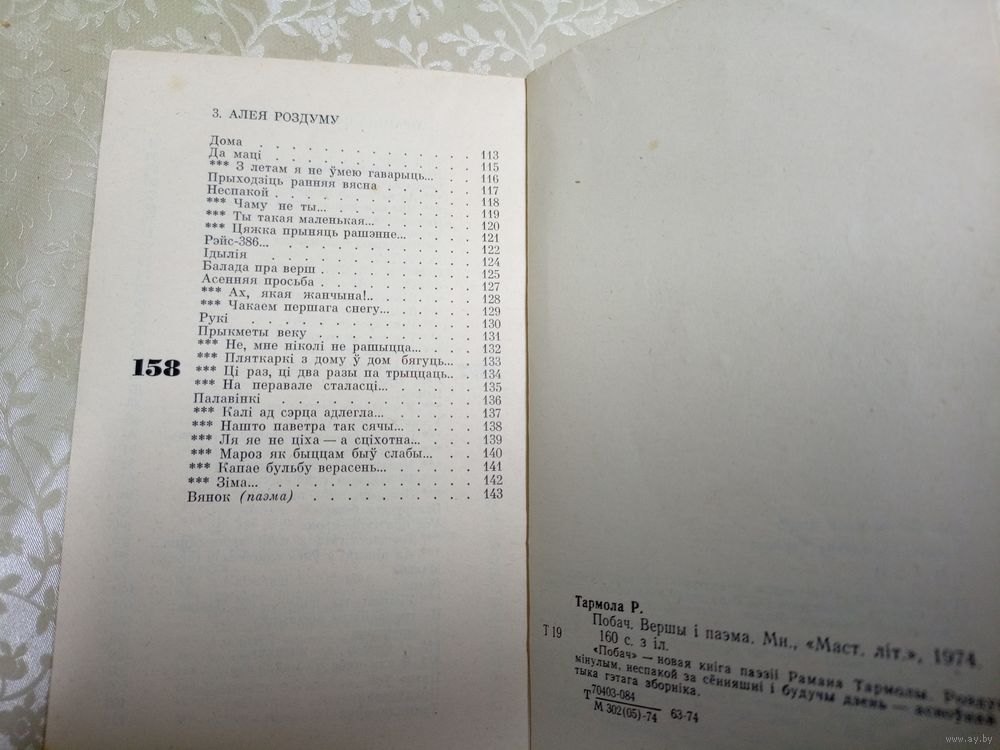 3. АЛЕЯ РОЗДУМУ
Дома . . . . . . . . . . . . . 113
Да маці . . . . . . . . . . . . 115
*** З летам я не ўмею гаварыць... . . 116
Прыходзіць ранняя вясна . . . . . . 117
Неспакой . . . . . . . . . . . . 118
*** Чаму не ты... . . . . . . . . . 119
*** Ты такая маленькая... . . . . . . 120
*** Цяжка прыняць рашэнне... . . . . 121
Рэйс-386... . . . . . . . . . . . 122
Ідылія . . . . . . . . . . . . . 124
Балада пра верш . . . . . . . . . 125
Асенняя просьба . . . . . . . . . 127
*** Ах, якая жанчына!.. . . . . . . 128
*** Чакаем першага снегу... . . . . . 129
Рукі . . . . . . . . . . . . . 130
Прыкметы веку . . . . . . . . . . 131
*** Не, мне ніколі не рашыцца... . . . 132
*** Пляткаркі з дому ў дом бягуць... . 133
*** Ці раз, ці два разы па трыццаць.. . 134
*** На перавале сталасці... . . . . . 135
Палавінкі . . . . . . . . . . . . 136
*** Калі ад сэрца адлегла... . . . . . 137
*** Нашто паветра так сячы . . . . . 138
*** Ля яе не ціха — а сціхотна... . . . 139
*** Мароз як быццам быў слабы... . . . 140
*** Капае бульбу верасень... . . . . . 141
*** Зіма... . . . . . . . . . . . 142
Вянок (паэма) . . . . . . . . . . 143
158
Тармола Р.
Побач. Вершы і паэма. Мн., «Маст. літ.», 1974.
Т 19
160 с. з іл.
«Побач» — новая кніга паэзіі Рамана Тармолы.
мінулым, неспакой за сённяшні і будучы дзень — асноўная
тыка гэтага зборніка.
Т 70403-084
М 302(05)-74 63-74
www.ay.by